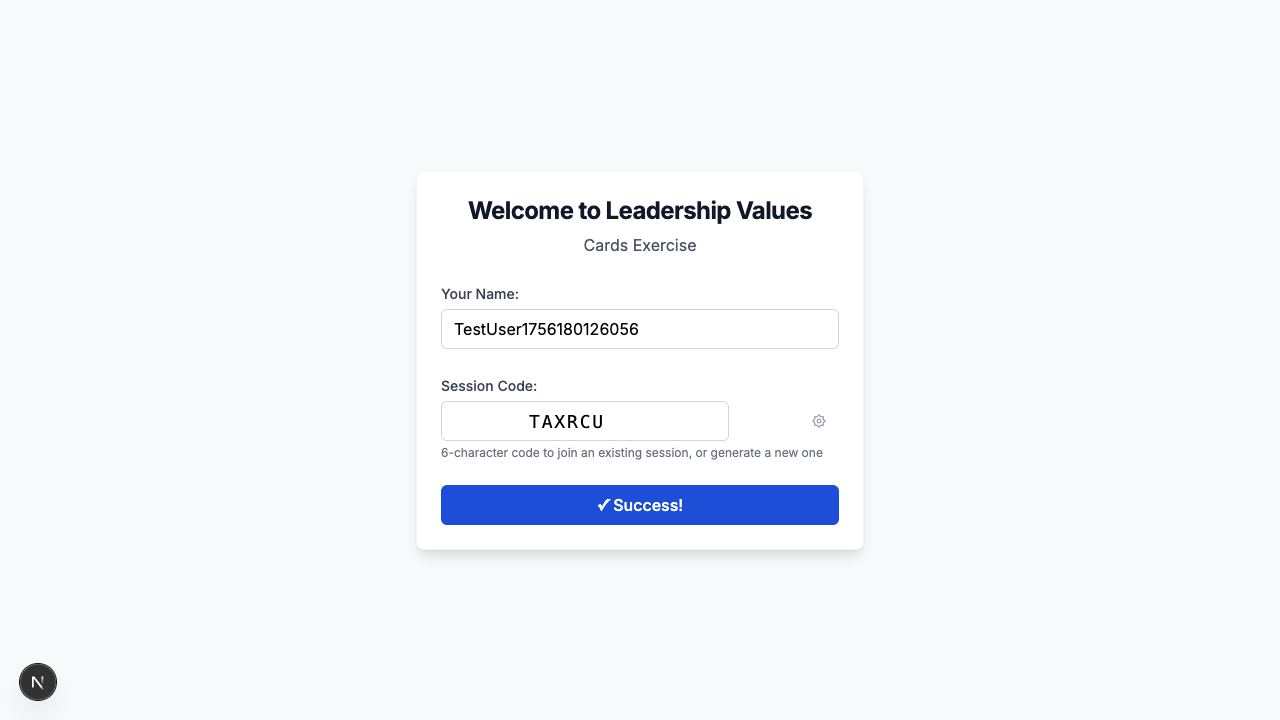 Welcome to Leadership Values
Cards Exercise
Your Name:
TestUser1756180126056
Session Code:
TAXRCU
6-character code to join an existing session, or generate a new one
✓ Success!
N